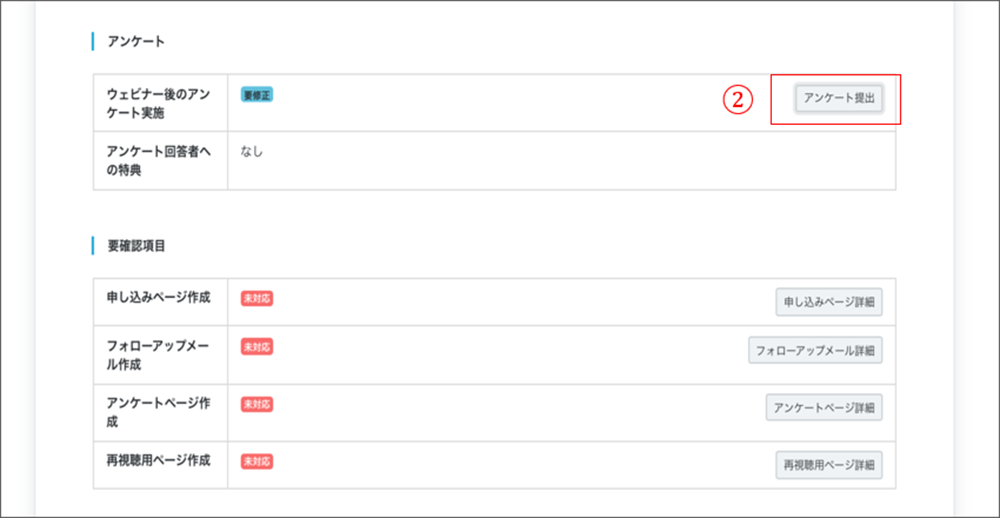 アンケート
ウェビナー後のアン
ケート実施
要修正
②
アンケート提出
アンケート回答者へ
の特典
なし
要確認項目
申し込みページ作成
未対応
申し込みページ詳細
フォローアップメー
ル作成
未対応
フォローアップメール詳細
アンケートページ作
成
未対応
アンケートページ詳細
再視聴用ページ作成
未対応
再視聴用ページ詳細